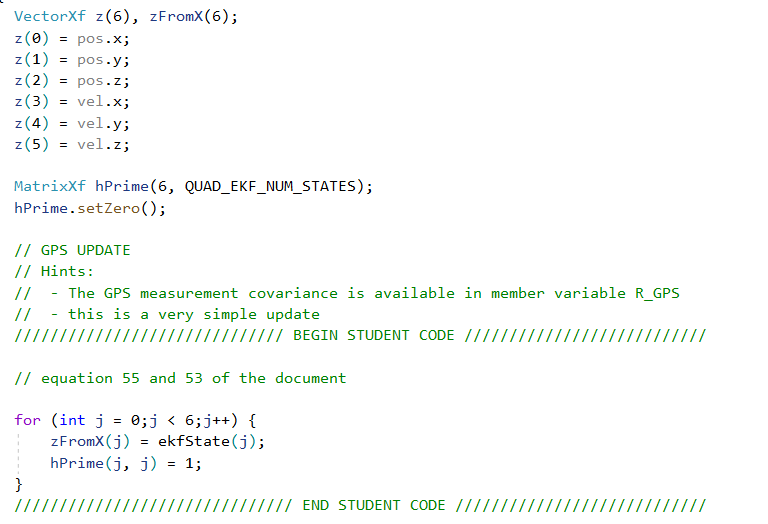 VectorXf z(6), zFromX(6);
z(0) = pos.x;
z(1) = pos.y;
z(2) = pos.z;
z(3) = vel.x;
z(4) = vel.y;
z(5) = vel.z;
MatrixXf hPrime(6, QUAD_EKF_NUM_STATES);
hPrime.setZero();
// GPS UPDATE
// Hints:
//  - The GPS measurement covariance is available in member variable R_GPS
//  - this is a very simple update
////////////////////////////// BEGIN STUDENT CODE ///////////////////////////
// equation 55 and 53 of the document
for (int j = 0;j < 6;j++) {
    zFromX(j) = ekfState(j);
    hPrime(j, j) = 1;
}
/////////////////////////////// END STUDENT CODE ////////////////////////////